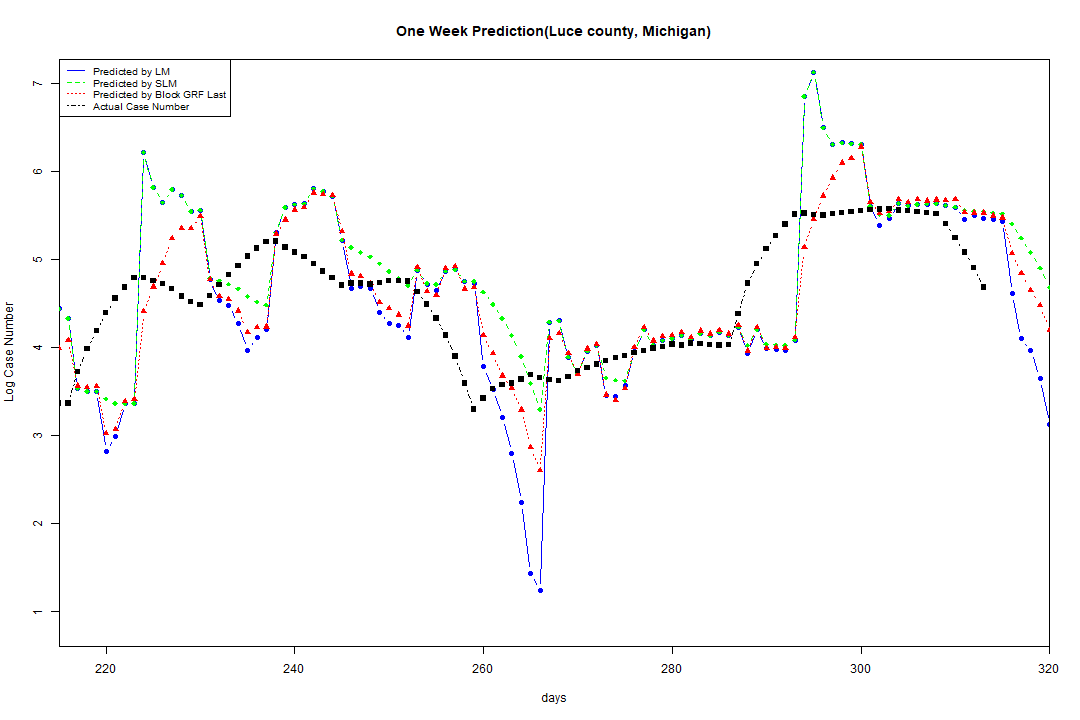 One Week Prediction(Luce county, Michigan)
Predicted by LM
Predicted by SLM
Predicted by Block GRF Last
Actual Case Number
7
6
5
4
3
2
1
Log Case Number
220 240 260 280 300 320
days